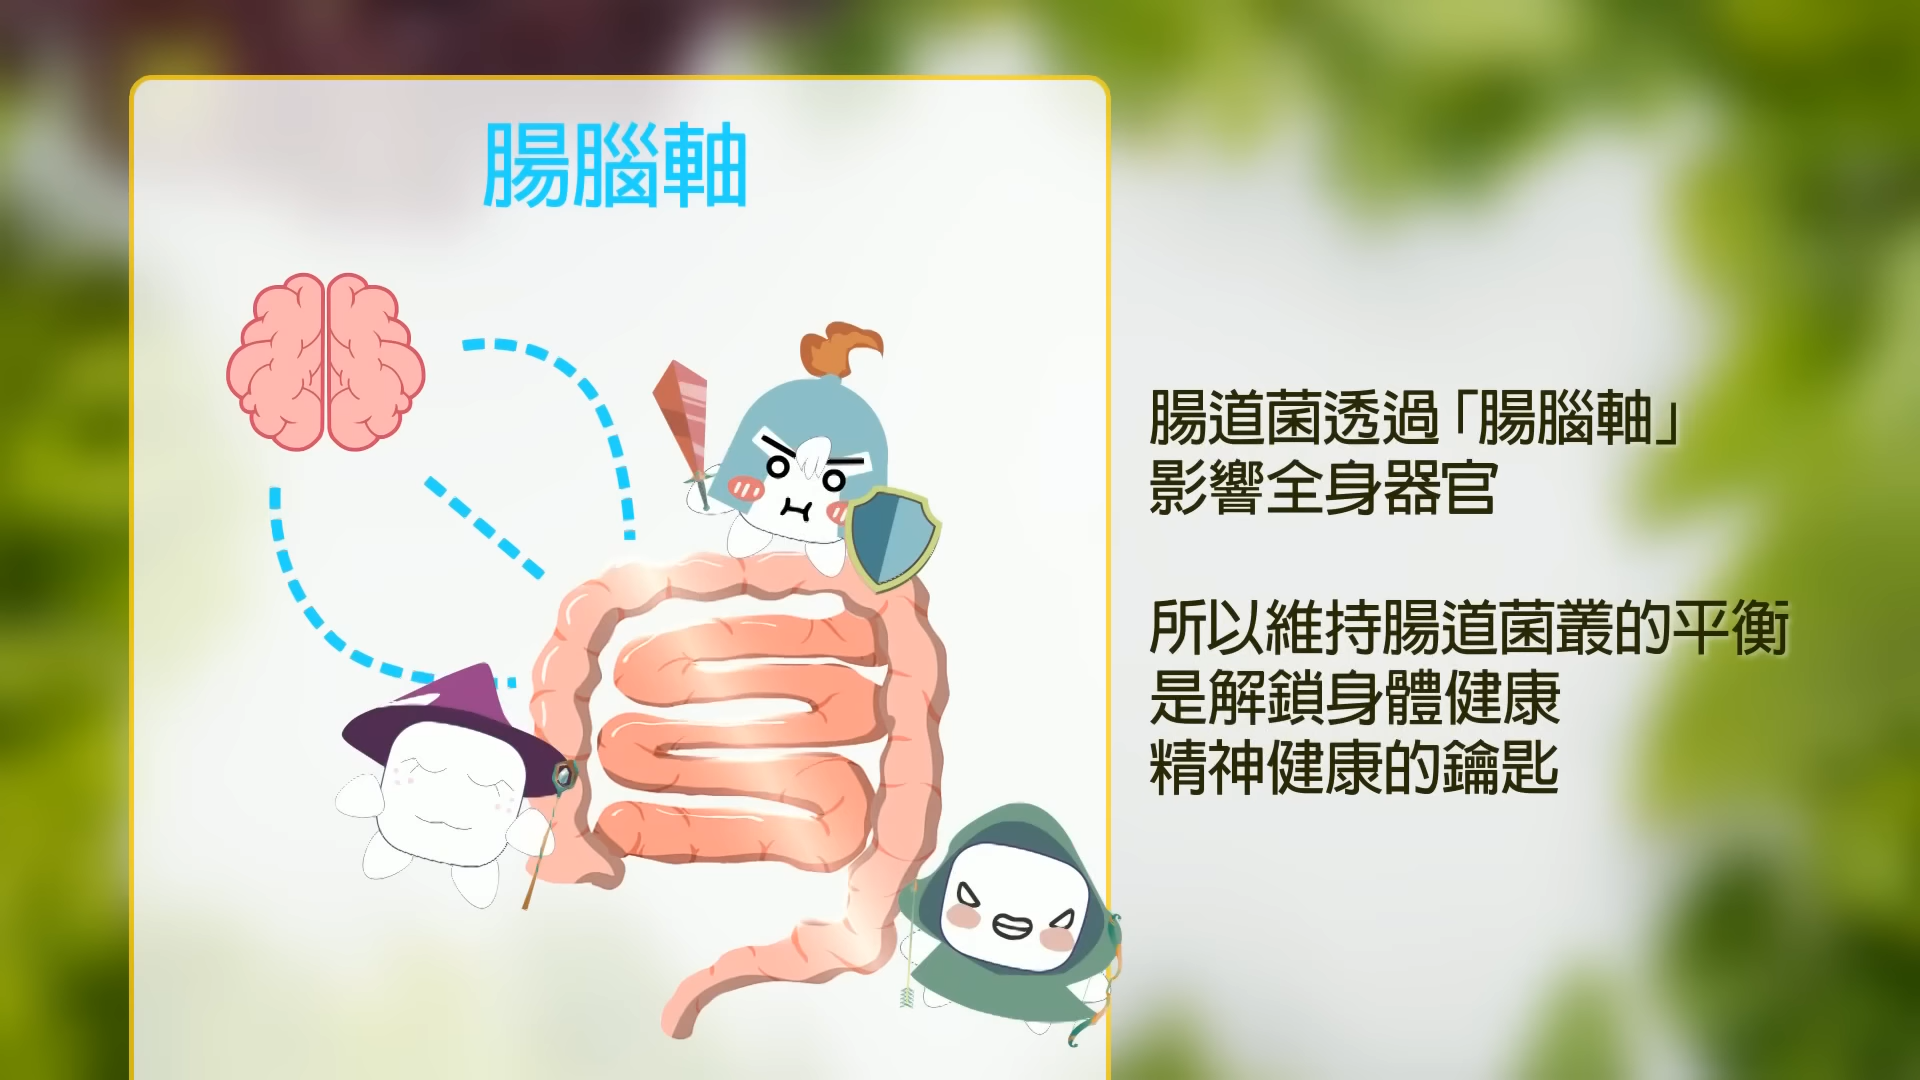 腸腦軸
腸道菌透過「腸腦軸」
影響全身器官
所以維持腸道菌叢的平衡
是解鎖身體健康
精神健康的鑰匙